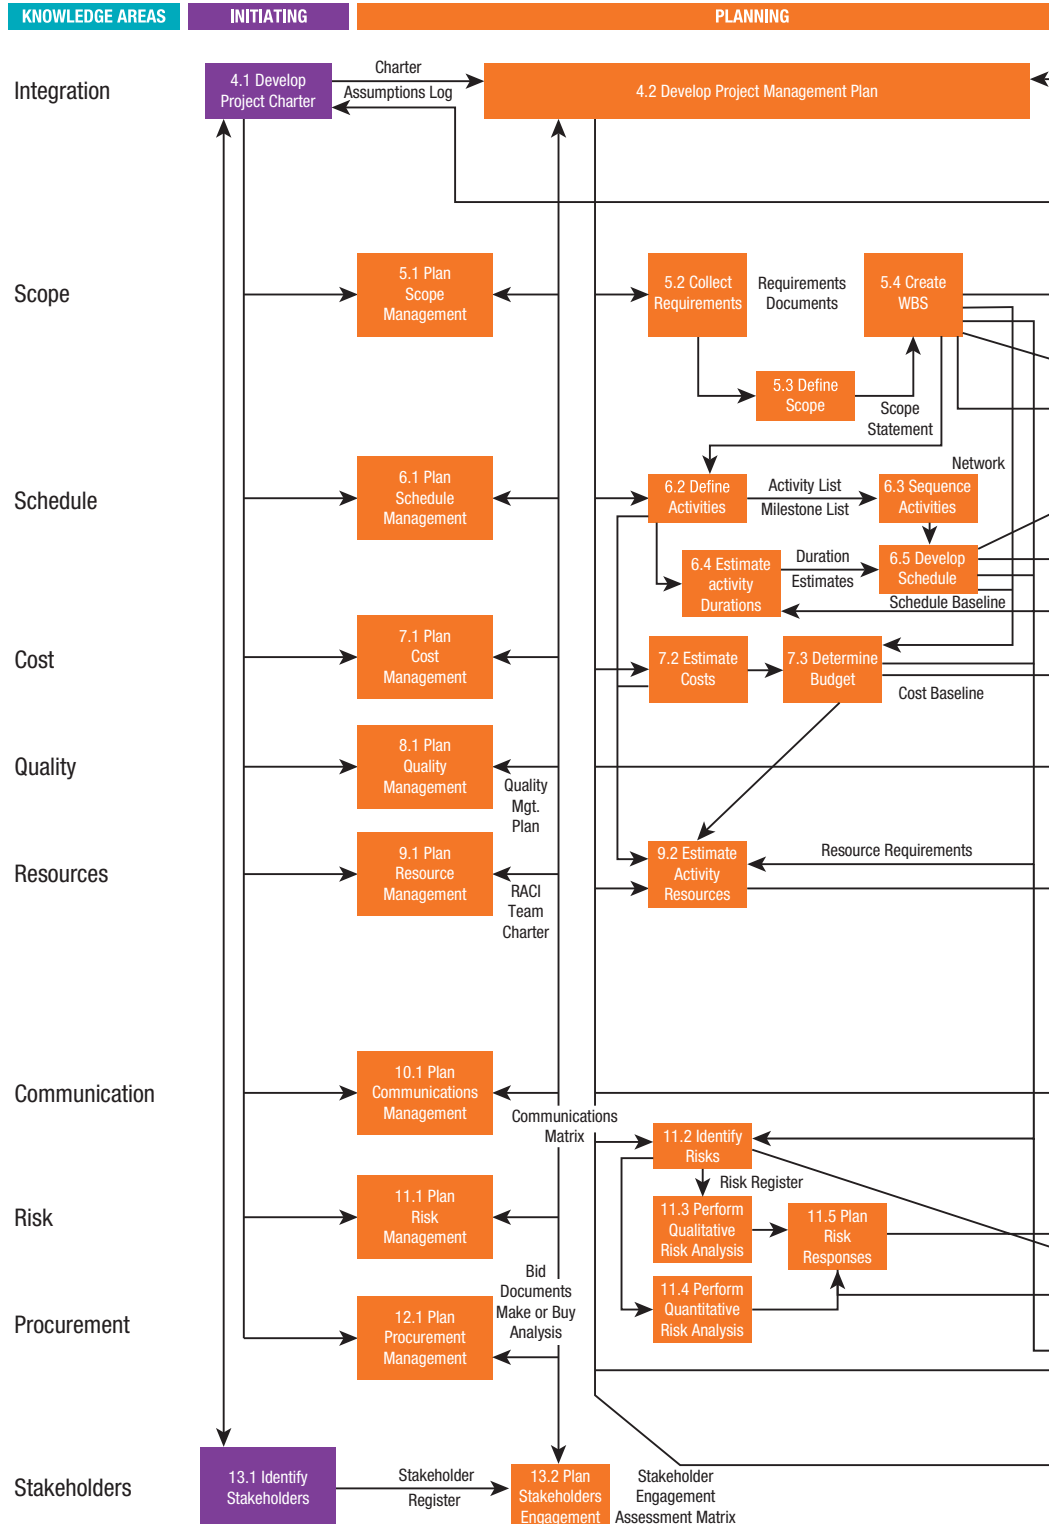 KNOWLEDGE AREAS
INITIATING
PLANNING
Integration
4.1 Develop
Project Charter
Charter
Assumptions Log
4.2 Develop Project Management Plan
Scope
5.1 Plan
Scope
Management
5.2 Collect
Requirements
Requirements
Documents
5.4 Create
WBS
5.3 Define
Scope
Scope
Statement
Schedule
6.1 Plan
Schedule
Management
6.2 Define
Activities
Activity List
Milestone List
Network
6.3 Sequence
Activities
6.4 Estimate
activity
Durations
Duration
Estimates
6.5 Develop
Schedule
Schedule Baseline
Cost
7.1 Plan
Cost
Management
7.2 Estimate
Costs
7.3 Determine
Budget
Cost Baseline
Quality
8.1 Plan
Quality
Management
Quality
Mgt.
Plan
Resources
9.1 Plan
Resource
Management
RACI
Team
Charter
9.2 Estimate
Activity
Resources
Resource Requirements
Communication
10.1 Plan
Communications
Management
Communications
Matrix
11.2 Identify
Risks
Risk Register
Risk
11.1 Plan
Risk
Management
11.3 Perform
Qualitative
Risk Analysis
11.5 Plan
Risk
Responses
11.4 Perform
Quantitative
Risk Analysis
Procurement
12.1 Plan
Procurement
Management
Bid
Documents
Make or Buy
Analysis
Stakeholders
13.1 Identify
Stakeholders
Stakeholder
Register
13.2 Plan
Stakeholders
Engagement
Stakeholder
Engagement
Assessment Matrix